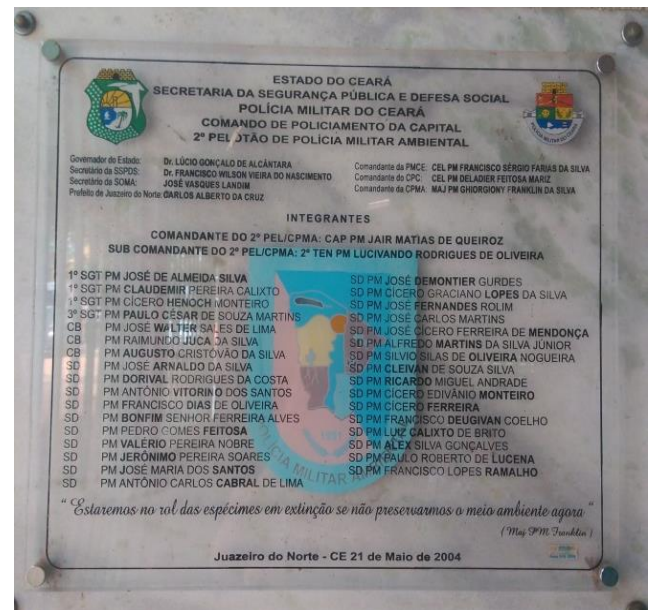 ESTADO DO CEARÁ
SECRETARIA DA SEGURANÇA PÚBLICA E DEFESA SOCIAL
POLÍCIA MILITAR DO CEARÁ
COMANDO DE POLICIAMENTO DA CAPITAL
2º PELOTÃO DE POLÍCIA MILITAR AMBIENTAL
Governador do Estado: Dr. LÚCIO GONÇALO DE ALCÂNTARA
Secretário da SSPDS: Dr. FRANCISCO WILSON VIEIRA DO NASCIMENTO
Secretário da SOMA: JOSÉ VASQUES LANDIM
Prefeito de Juazeiro do Norte: CARLOS ALBERTO DA CRUZ
Comandante da PMCE: CEL PM FRANCISCO SÉRGIO FARIAS DA SILVA
Comandante do CPC: CEL PM DELADIER FEITOSA MARIZ
Comandante da CPMA: MAJ PM GHIORGIONY FRANKLIN DA SILVA
INTEGRANTES
COMANDANTE DO 2º PEL/CPMA: CAP PM JAIR MATIAS DE QUEIROZ
SUB COMANDANTE DO 2º PEL/CPMA: 2º TEN PM LUCIVANDO RODRIGUES DE OLIVEIRA
1º SGT PM JOSÉ DE ALMEIDA SILVA
1º SGT PM CLAUDEMIR PEREIRA CALIXTO
1º SGT PM CÍCERO HENOCH MONTEIRO
3º SGT PM PAULO CÉSAR DE SOUZA MARTINS
CB PM JOSÉ WALTER SALES DE LIMA
CB PM RAIMUNDO JUCÁ DA SILVA
CB PM AUGUSTO CRISTÓVÃO DA SILVA
SD PM JOSÉ ARNALDO DA SILVA
SD PM DORIVAL RODRIGUES DA COSTA
SD PM ANTÔNIO VITORINO DOS SANTOS
SD PM FRANCISCO DIAS DE OLIVEIRA
SD PM BONFIM SENHOR FERREIRA ALVES
SD PM PEDRO GOMES FEITOSA
SD PM VALÉRIO PEREIRA NOBRE
SD PM JERÔNIMO PEREIRA SOARES
SD PM JOSÉ MARIA DOS SANTOS
SD PM ANTÔNIO CARLOS CABRAL DE LIMA
SD PM JOSÉ DEMONTIER GURDES
SD PM CÍCERO GRACIANO LOPES DA SILVA
SD PM JOSÉ FERNANDES ROLIM
SD PM JOSÉ CARLOS MARTINS
SD PM JOSÉ CÍCERO FERREIRA DE MENDONÇA
SD PM ALFREDO MARTINS DA SILVA JÚNIOR
SD PM SILVIO SILAS DE OLIVEIRA NOGUEIRA
SD PM CLEIVAN DE SOUZA SILVA
SD PM RICARDO MIGUEL ANDRADE
SD PM CÍCERO EDIVÂNIO MONTEIRO
SD PM CÍCERO FERREIRA
SD PM FRANCISCO DEUGIVAN COELHO
SD PM LUIZ CALIXTO DE BRITO
SD PM ALEX SILVA GONÇALVES
SD PM PAULO ROBERTO DE LUCENA
SD PM FRANCISCO LOPES RAMALHO
" Estaremos no rol das espécimes em extinção se não preservarmos o meio ambiente agora "
( Maj PM Franklin )
Juazeiro do Norte - CE 21 de Maio de 2004